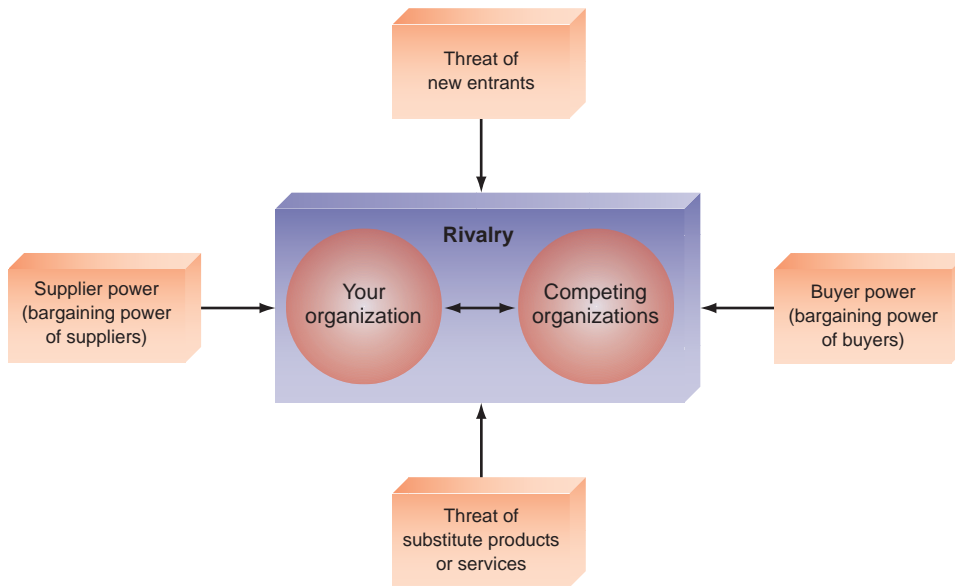 Threat of
new entrants
Rivalry
Supplier power
(bargaining power
of suppliers)
Your
organization
Competing
organizations
Buyer power
(bargaining power
of buyers)
Threat of
substitute products
or services